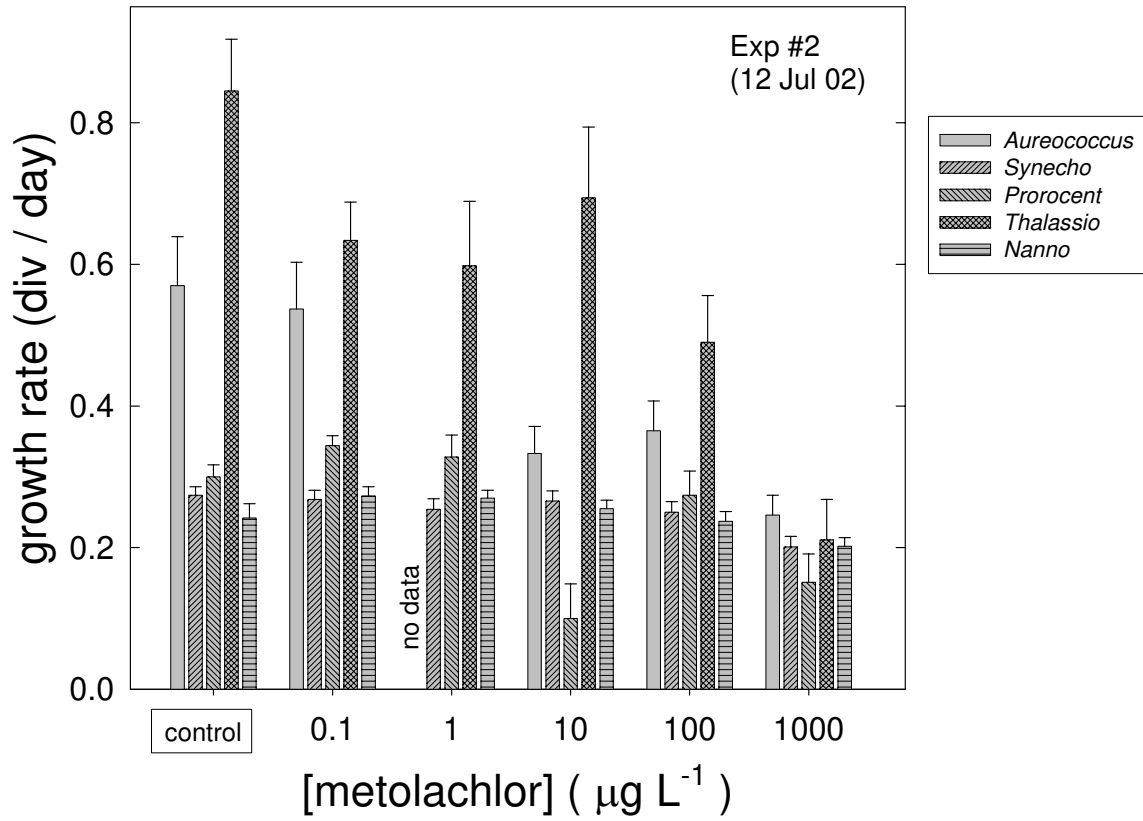 Exp #2
(12 Jul 02)
growth rate (div / day)
0.8
0.6
0.4
0.2
0.0
no data
control 0.1 1 10 100 1000
[metolachlor] ( μg L⁻¹ )
Aureococcus
Synecho
Prorocent
Thalassio
Nanno